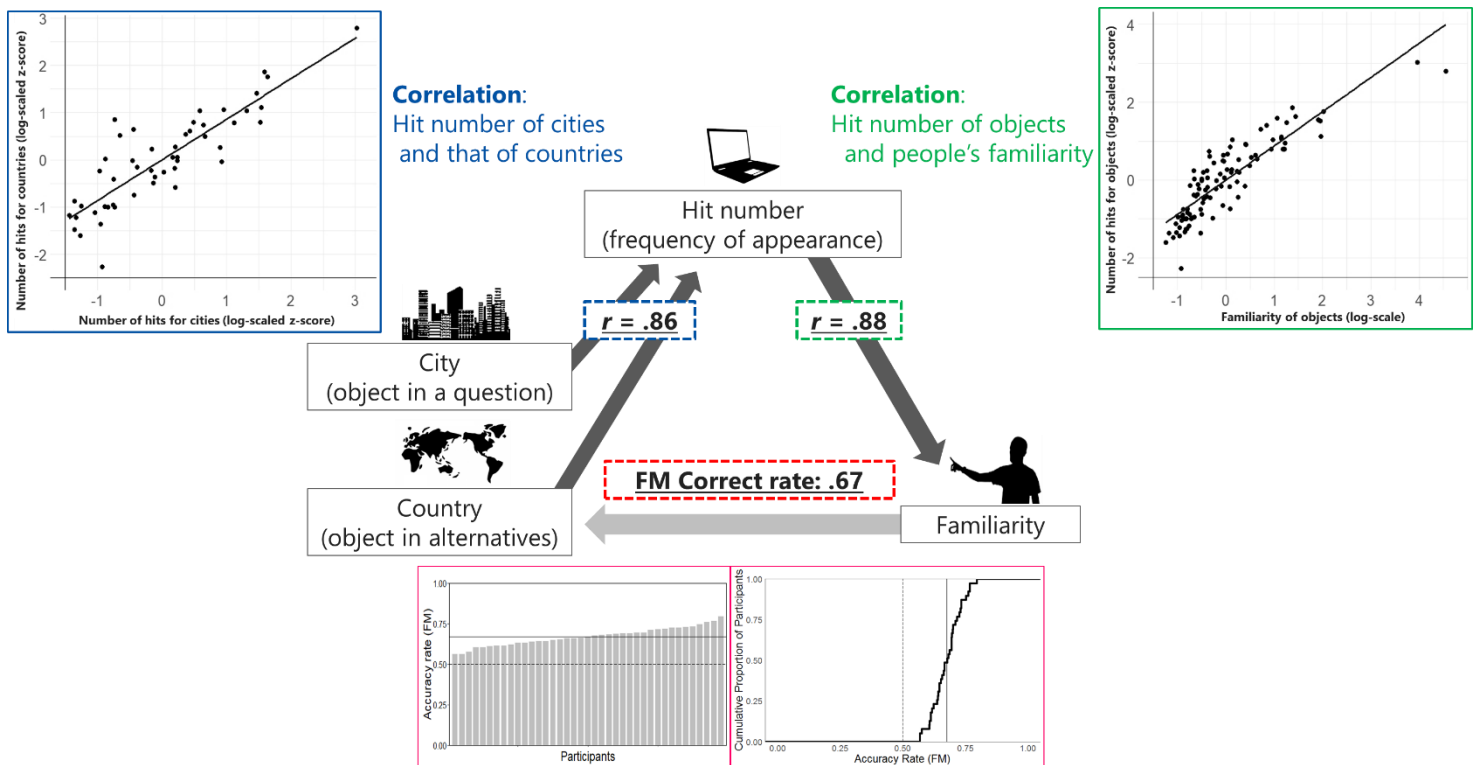 3
2
1
0
-1
-2
-1
0
1
2
3
Number of hits for countries (log-scaled z-score)
Number of hits for cities (log-scaled z-score)
Correlation:
Hit number of cities
and that of countries
Correlation:
Hit number of objects
and people's familiarity
4
2
0
-2
-1
0
1
2
4
Number of hits for objects (log-scaled z-score)
Familiarity of objects (log-scale)
Hit number
(frequency of appearance)
r = .86
r = .88
City
(object in a question)
FM Correct rate: .67
Country
(object in alternatives)
Familiarity
Accuracy rate (FM)
1.00
0.75
0.50
0.25
0.00
Participants
Cumulative Proportion of Participants
1.00
0.75
0.50
0.25
0.00
0.00
0.25
0.50
0.75
1.00
Accuracy Rate (FM)